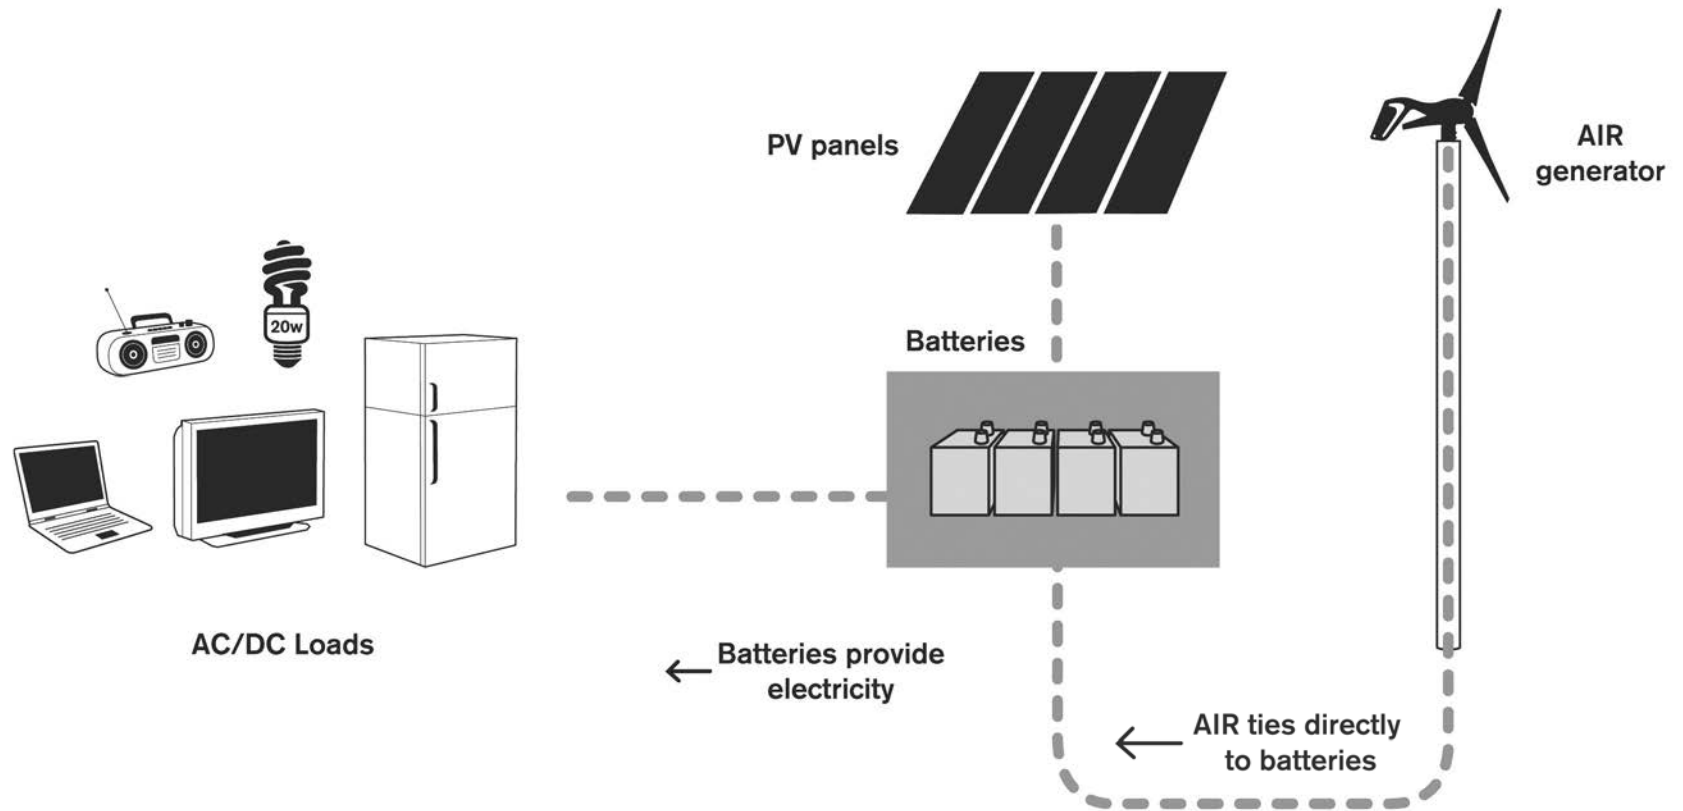 PV panels
AIR
generator
20w
Batteries
AC/DC Loads
Batteries provide
electricity
AIR ties directly
to batteries